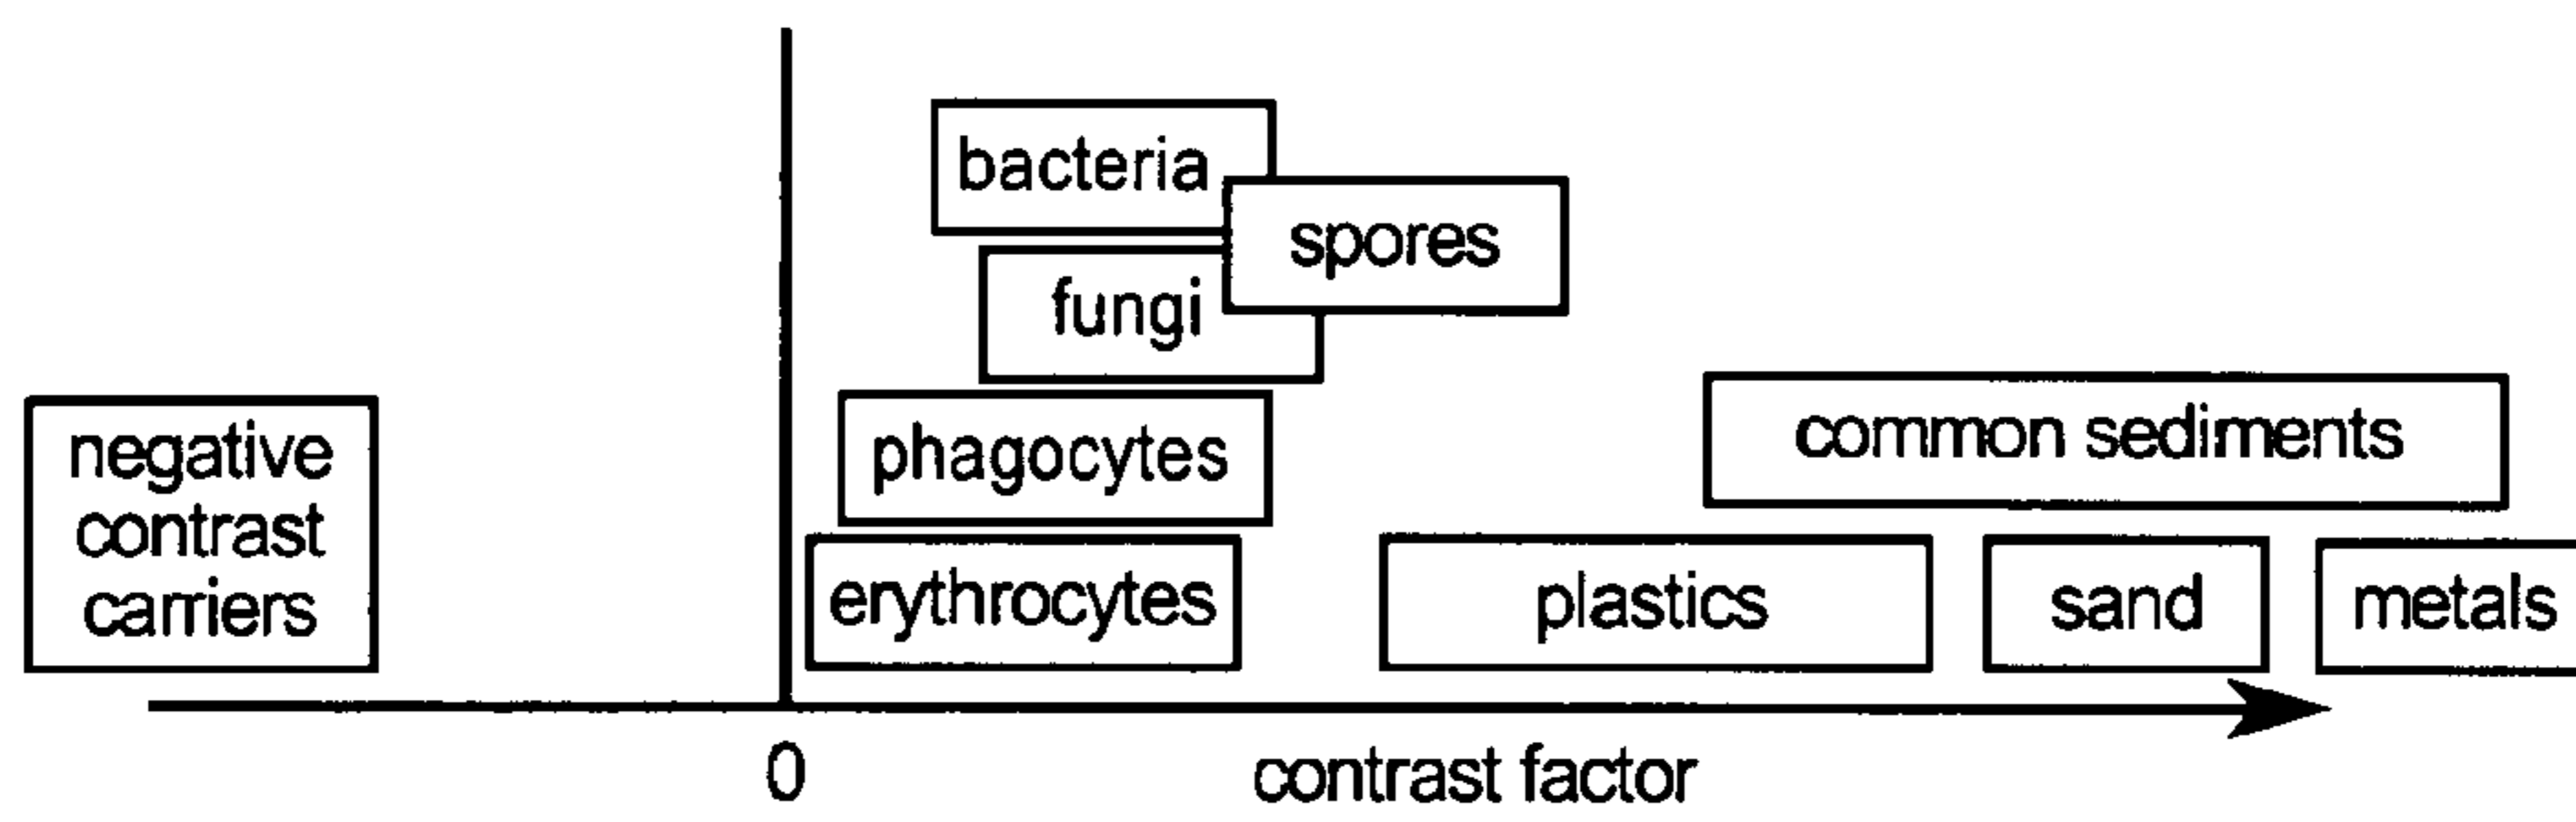 bacteria
spores
fungi
negative
contrast
carriers
phagocytes
common sediments
erythrocytes
plastics
sand
metals
0
contrast factor